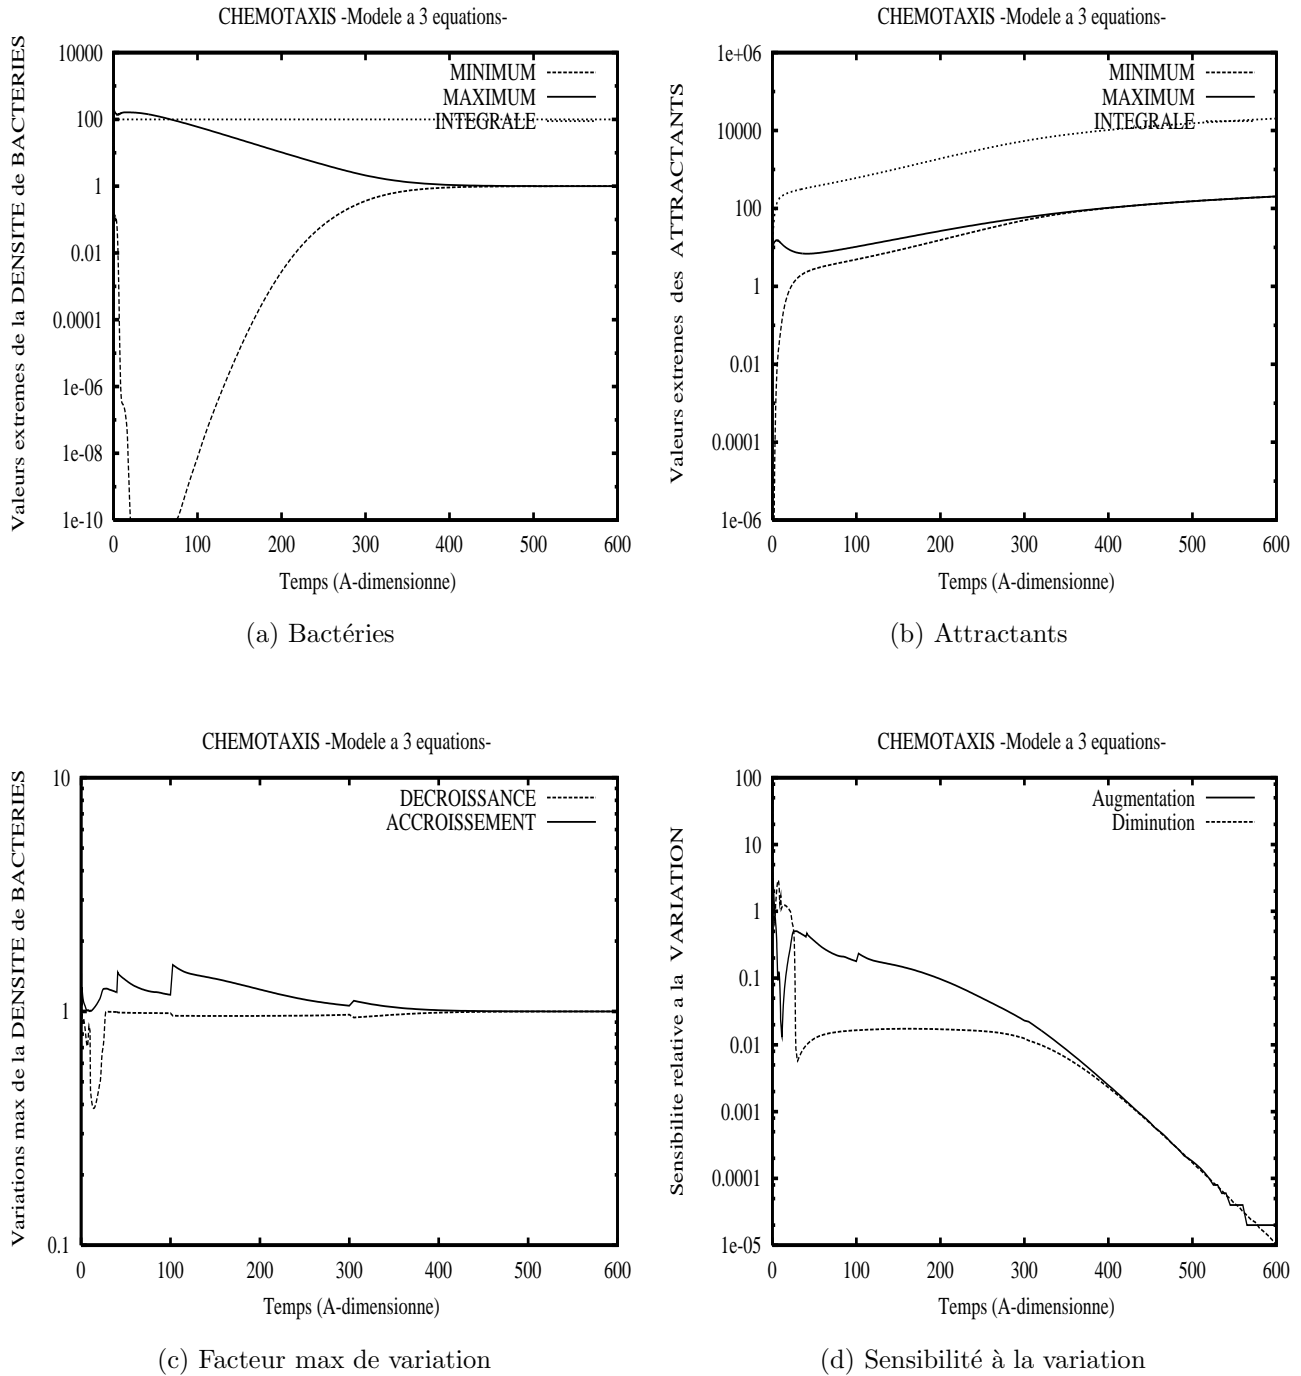 CHEMOTAXIS -Modele a 3 equations-
Valeurs extremes de la DENSITE de BACTERIES
10000
100
1
0.01
0.0001
1e-06
1e-08
1e-10
MINIMUM
MAXIMUM
INTEGRALE
0 100 200 300 400 500 600
Temps (A-dimensionne)
(a) Bactéries
CHEMOTAXIS -Modele a 3 equations-
Valeurs extremes des ATTRACTANTS
1e+06
10000
100
1
0.01
0.0001
1e-06
MINIMUM
MAXIMUM
INTEGRALE
0 100 200 300 400 500 600
Temps (A-dimensionne)
(b) Attractants
CHEMOTAXIS -Modele a 3 equations-
Variations max de la DENSITE de BACTERIES
10
1
0.1
DECROISSANCE
ACCROISSEMENT
0 100 200 300 400 500 600
Temps (A-dimensionne)
(c) Facteur max de variation
CHEMOTAXIS -Modele a 3 equations-
Sensibilite relative a la VARIATION
100
10
1
0.1
0.01
0.001
0.0001
1e-05
Augmentation
Diminution
0 100 200 300 400 500 600
Temps (A-dimensionne)
(d) Sensibilité à la variation